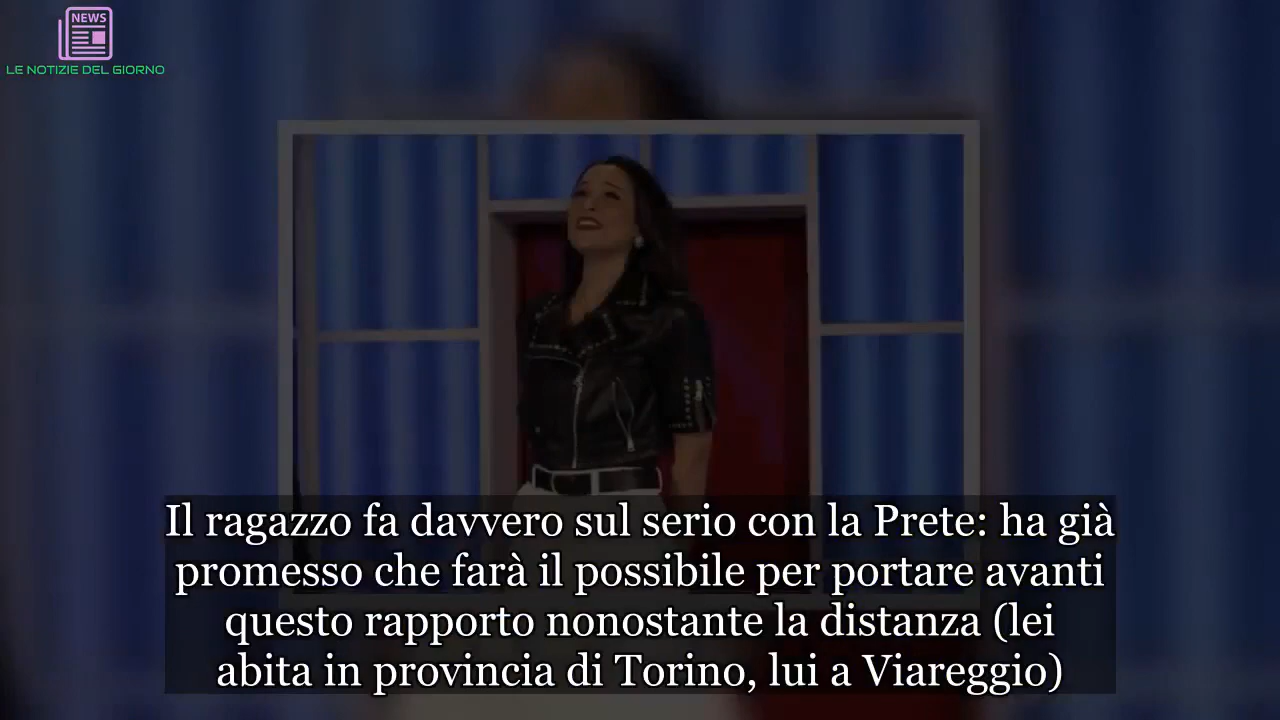 NEWS
LE NOTIZIE DEL GIORNO
Il ragazzo fa davvero sul serio con la Prete: ha già
promesso che farà il possibile per portare avanti
questo rapporto nonostante la distanza (lei
abita in provincia di Torino, lui a Viareggio)